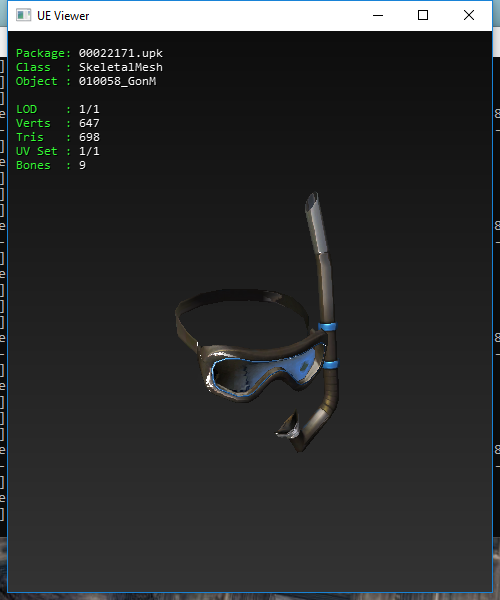 UE Viewer
Package: 00022171.upk
Class : SkeletalMesh
Object : 010058_GonM
LOD : 1/1
Verts : 647
Tris : 698
UV Set : 1/1
Bones : 9